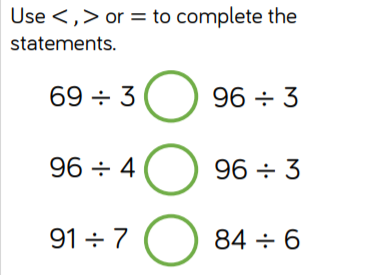 Use <,> or = to complete the
statements.
69 ÷ 3 96 ÷ 3
96 ÷ 4 96 ÷ 3
91 ÷ 7 84 ÷ 6